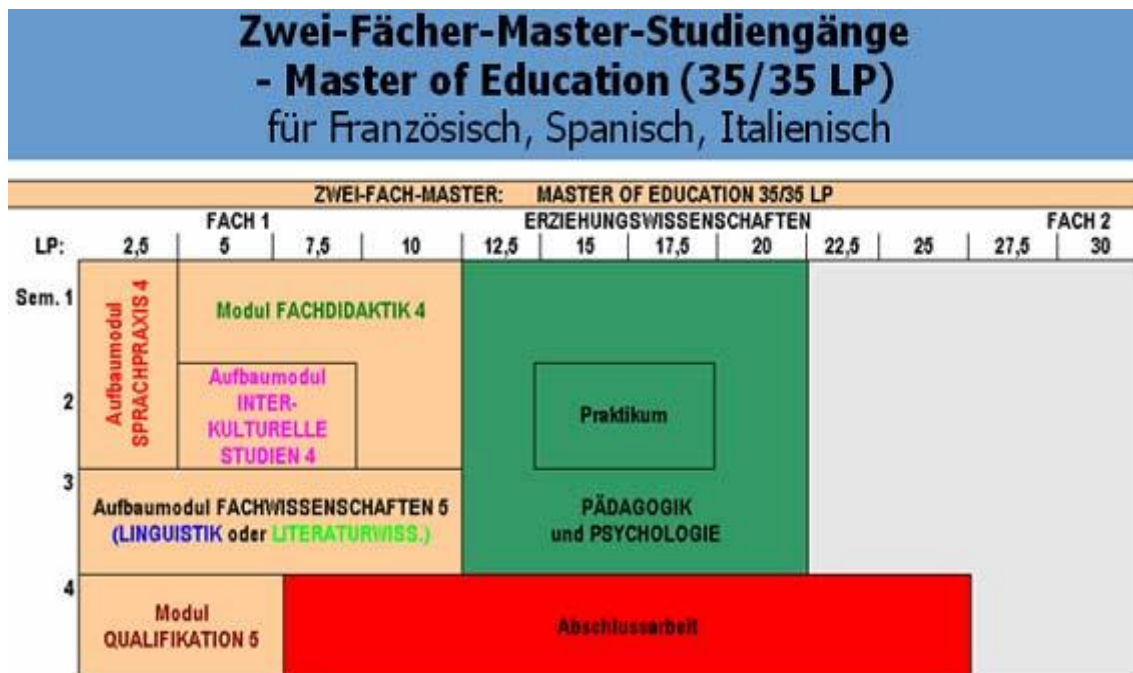 Zwei-Fächer-Master-Studiengänge
- Master of Education (35/35 LP)
für Französisch, Spanisch, Italienisch
ZWEI-FACH-MASTER: MASTER OF EDUCATION 35/35 LP
FACH 1 ERZIEHUNGSWISSENSCHAFTEN FACH 2
LP: 2,5 5 7,5 10 12,5 15 17,5 20 22,5 25 27,5 30
Sem. 1
Aufbaumodul
SPRACHPRAXIS 4
Modul FACHDIDAKTIK 4
2
Aufbaumodul
INTER-
KULTURELLE
STUDIEN 4
Praktikum
3
Aufbaumodul FACHWISSENSCHAFTEN 5
(LINGUISTIK oder LITERATURWISS.)
PÄDAGOGIK
und PSYCHOLOGIE
4
Modul
QUALIFIKATION 5
Abschlussarbeit